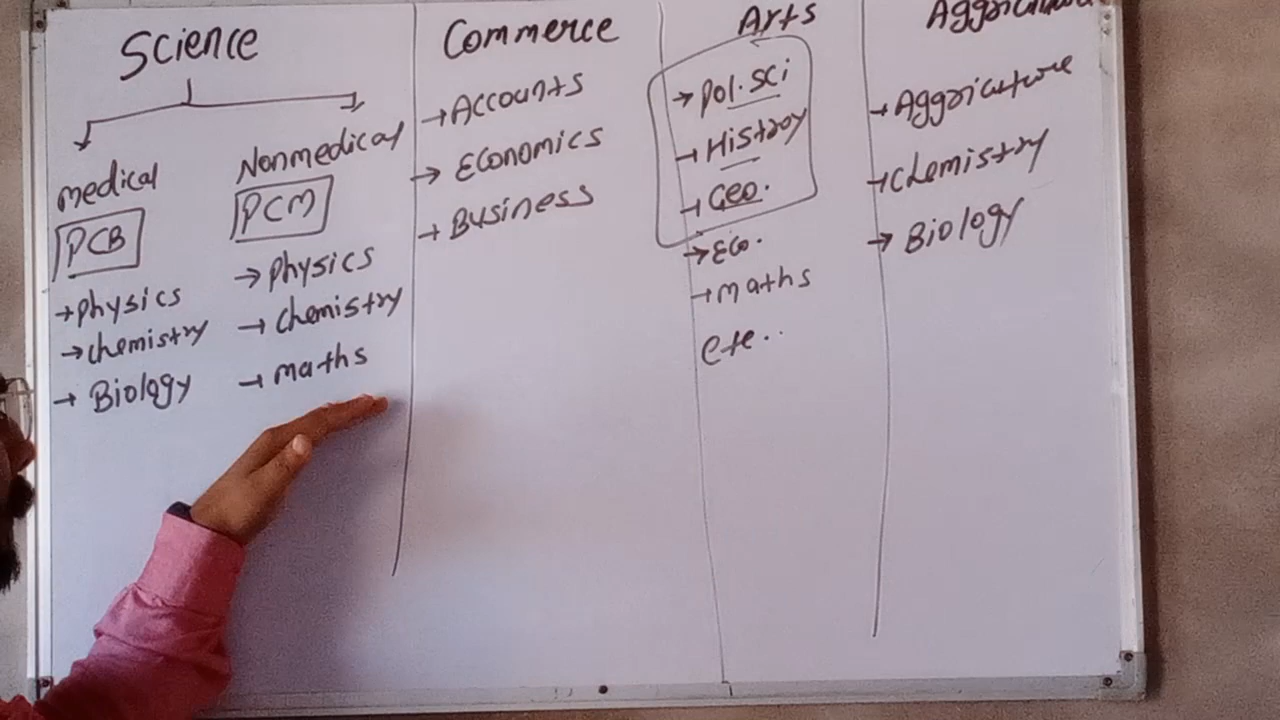 Science
medical
PCB
→ Physics
→ chemistry
→ Biology
Nonmedical
PCM
→ Physics
→ chemistry
→ maths
Commerce
→ Accounts
→ Economics
→ Business
Arts
→ Pol. Sci
→ Histroy
→ Geo.
→ Eco.
→ maths
etc..
→ Aggriculture
→ chemistry
→ Biology